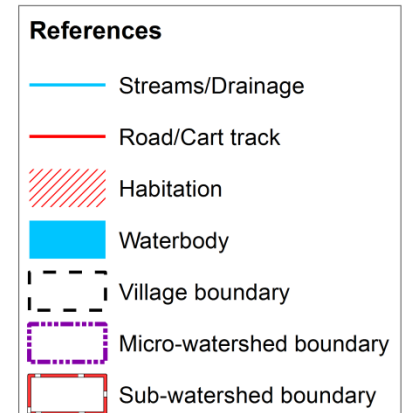 References
Streams/Drainage
Road/Cart track
Habitation
Waterbody
Village boundary
Micro-watershed boundary
Sub-watershed boundary